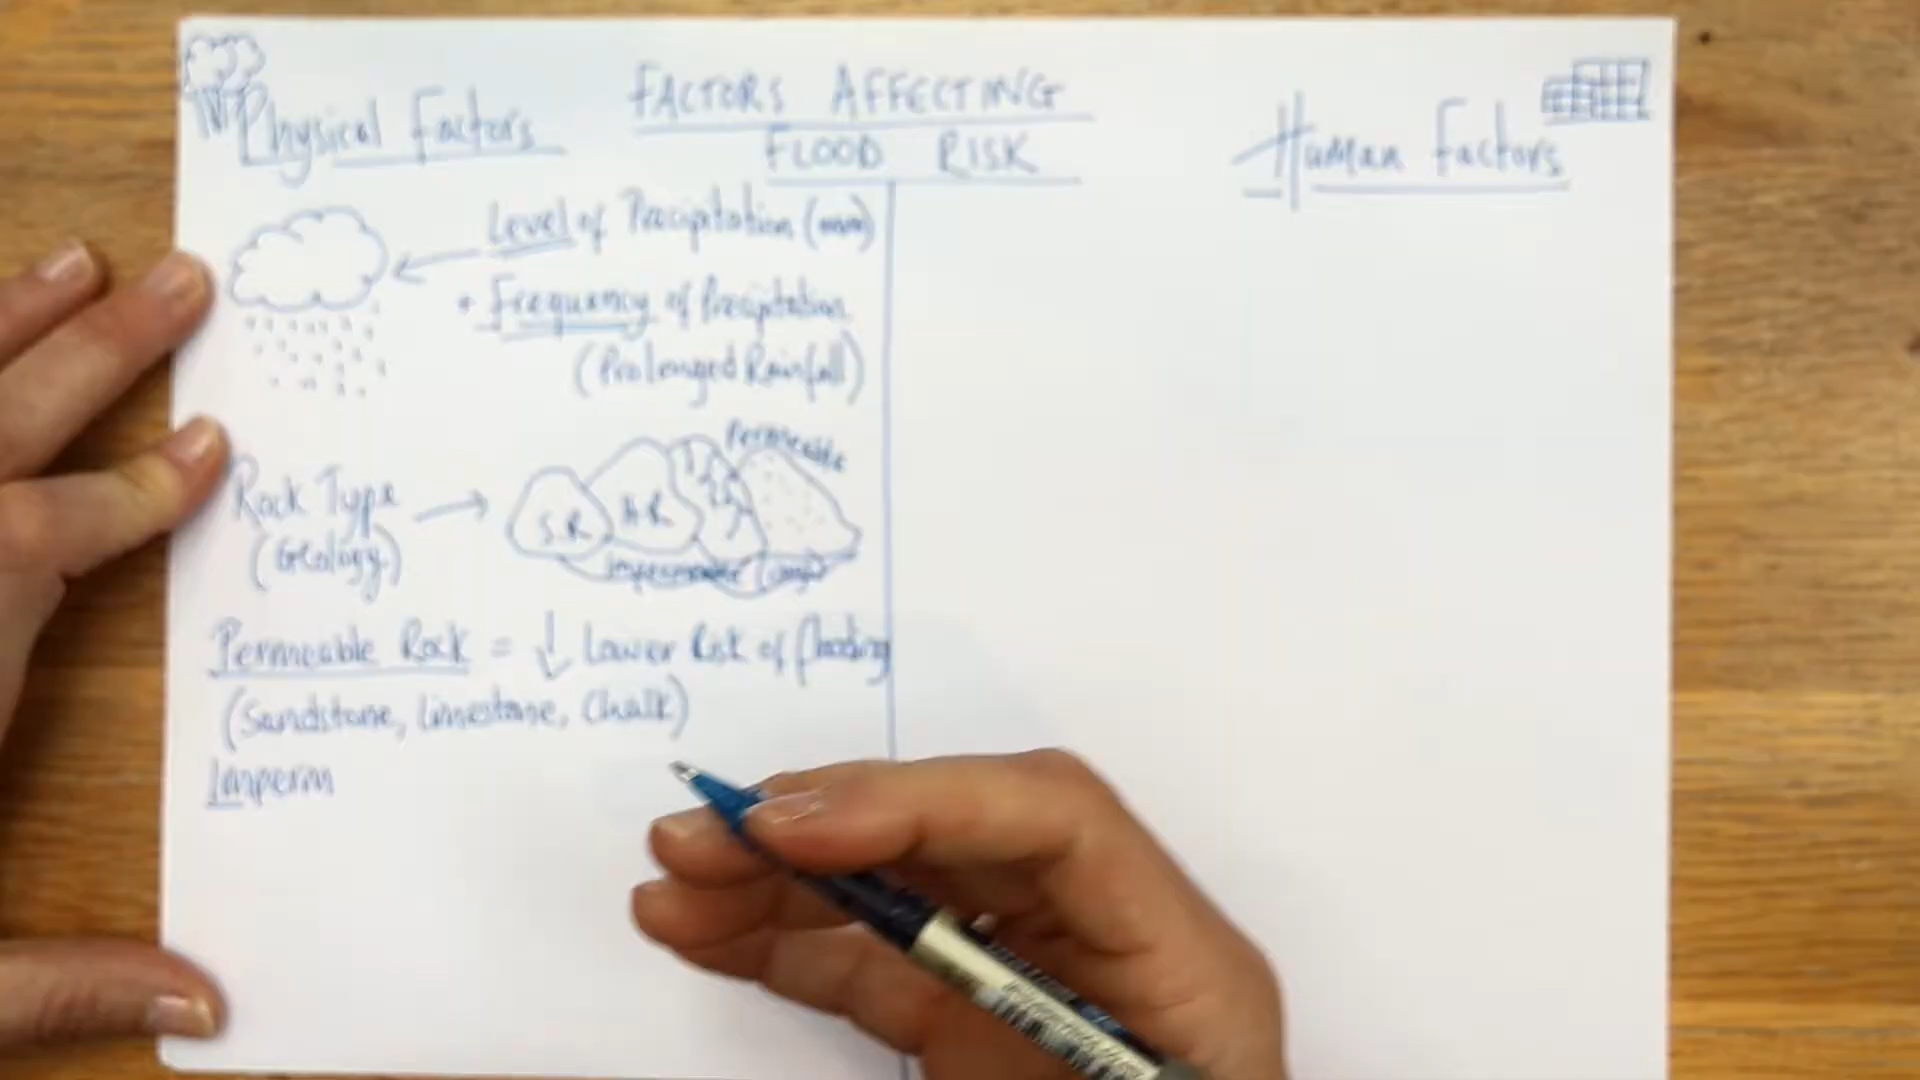 FACTORS AFFECTING
FLOOD RISK
Physical Factors
Level of Precipitation (mm)
+ Frequency of Precipitation
(Prolonged Rainfall)
Rock Type
(Geology)
Permeable
S.R
H.R
Impermeable
Permeable Rock = ↓ Lower Risk of flooding
(Sandstone, Limestone, Chalk)
Imperm
Human Factors